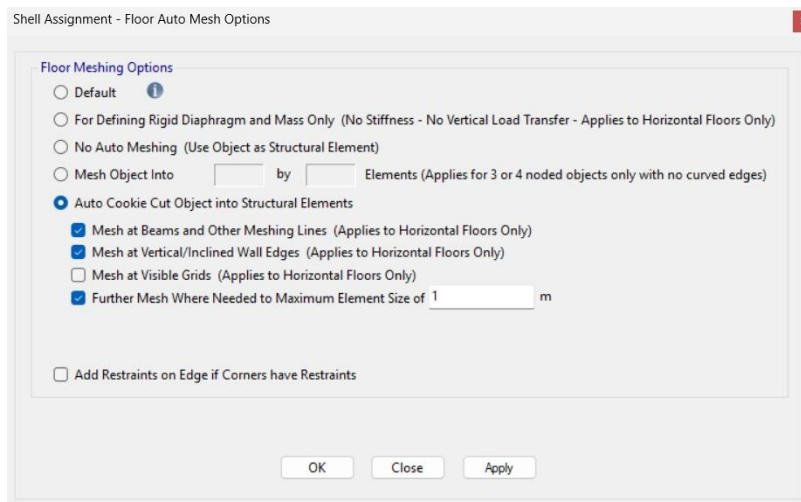 Shell Assignment - Floor Auto Mesh Options
Floor Meshing Options
Default
For Defining Rigid Diaphragm and Mass Only (No Stiffness - No Vertical Load Transfer - Applies to Horizontal Floors Only)
No Auto Meshing (Use Object as Structural Element)
Mesh Object Into by Elements (Applies for 3 or 4 noded objects only with no curved edges)
Auto Cookie Cut Object into Structural Elements
Mesh at Beams and Other Meshing Lines (Applies to Horizontal Floors Only)
Mesh at Vertical/Inclined Wall Edges (Applies to Horizontal Floors Only)
Mesh at Visible Grids (Applies to Horizontal Floors Only)
Further Mesh Where Needed to Maximum Element Size of 1 m
Add Restraints on Edge if Corners have Restraints
OK Close Apply